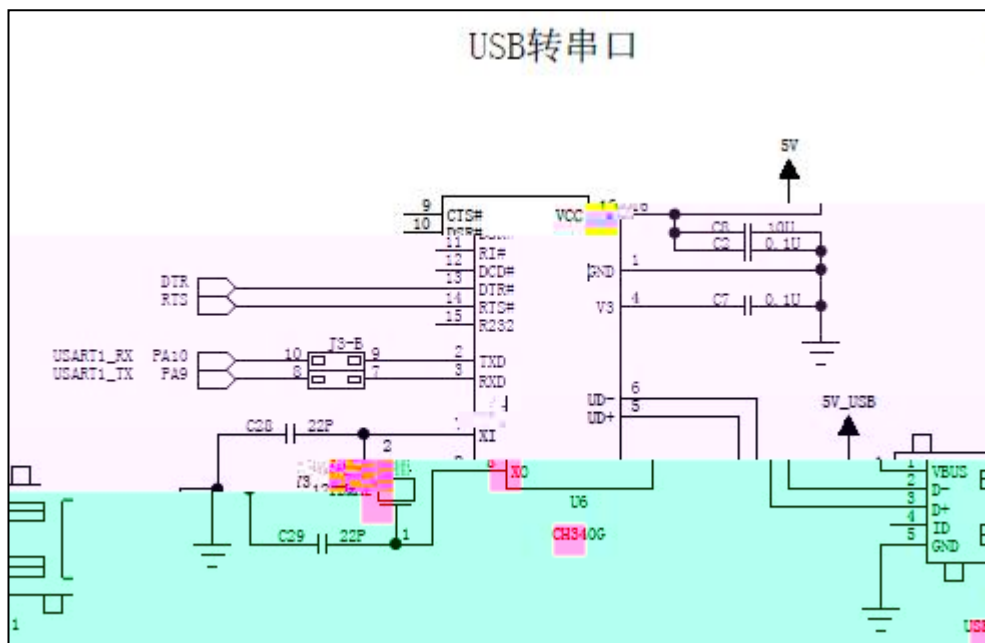 USB转串口
5V
9 CTS# VCC
10
11 RI# C8 10U
12 DCD# C2 0.1U
DTR 13 DTR# GND 1
RTS 14 RTS# V3 4 C7 0.1U
15 R232
J3-B
USART1_RX PA10 10 9 2 TXD
USART1_TX PA9 8 7 3 RXD
UD- 6
UD+ 5
5V_USB
C28 22P XI
2
XO
1 VBUS
2 D-
3 D+
4 ID
5 GND
U6
CH340G
C29 22P 1
1